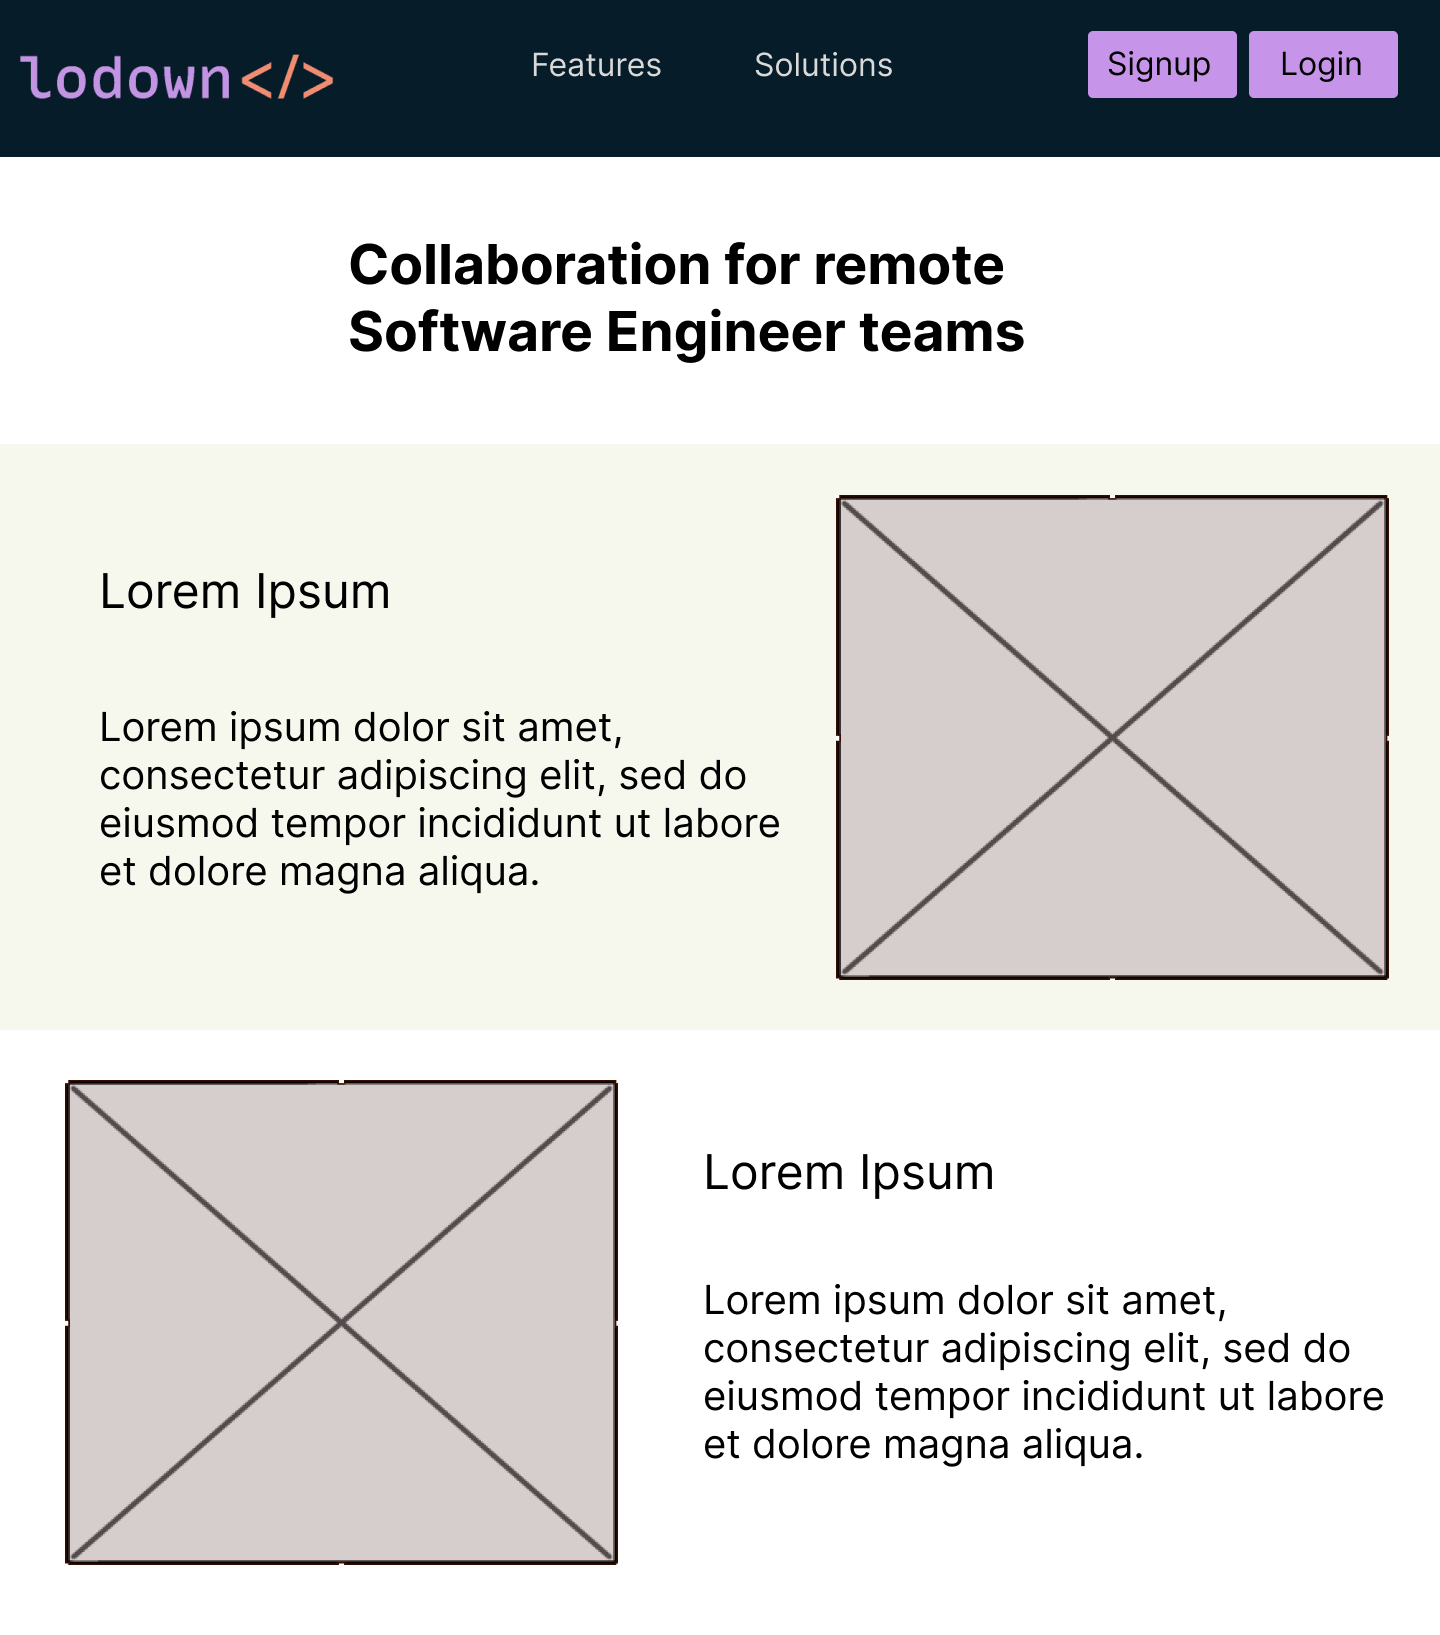 lodown</>
Features
Solutions
Signup
Login
Collaboration for remote
Software Engineer teams
Lorem Ipsum
Lorem ipsum dolor sit amet,
consectetur adipiscing elit, sed do
eiusmod tempor incididunt ut labore
et dolore magna aliqua.
Lorem Ipsum
Lorem ipsum dolor sit amet,
consectetur adipiscing elit, sed do
eiusmod tempor incididunt ut labore
et dolore magna aliqua.